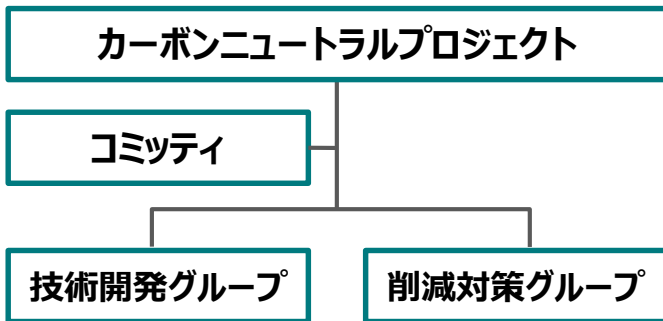 カーボンニュートラルプロジェクト
コミッティ
技術開発グループ
削減対策グループ